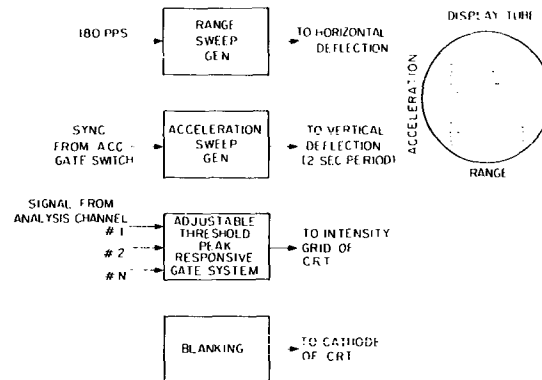 DISPLAY TUBE
180 PPS
RANGE
SWEEP
GEN
TO HORIZONTAL
DEFLECTION
ACCELERATION
RANGE
SYNC
FROM ACC
GATE SWITCH
ACCELERATION
SWEEP
GEN
TO VERTICAL
DEFLECTION
(2 SEC PERIOD)
SIGNAL FROM
ANALYSIS CHANNEL
# 1
# 2
# N
ADJUSTABLE
THRESHOLD
PEAK
RESPONSIVE
GATE SYSTEM
TO INTENSITY
GRID OF
CRT
BLANKING
TO CATHODE
OF CRT